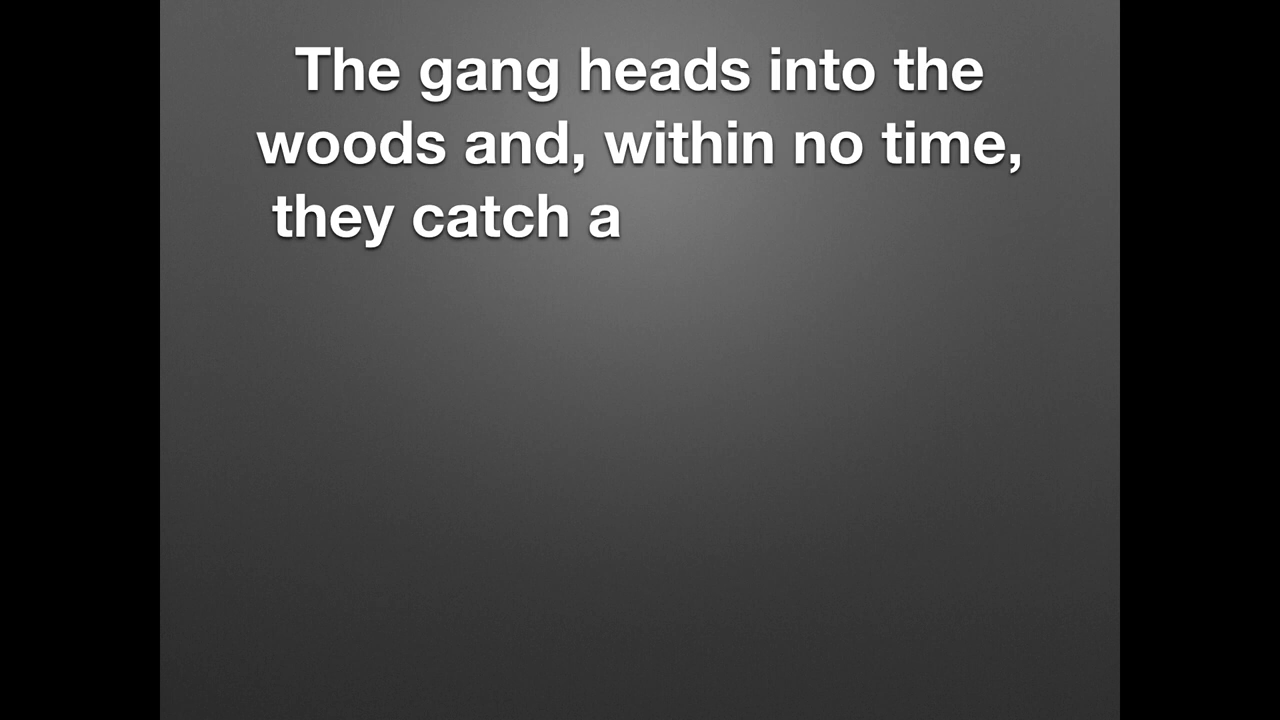 The gang heads into the
woods and, within no time,
they catch a